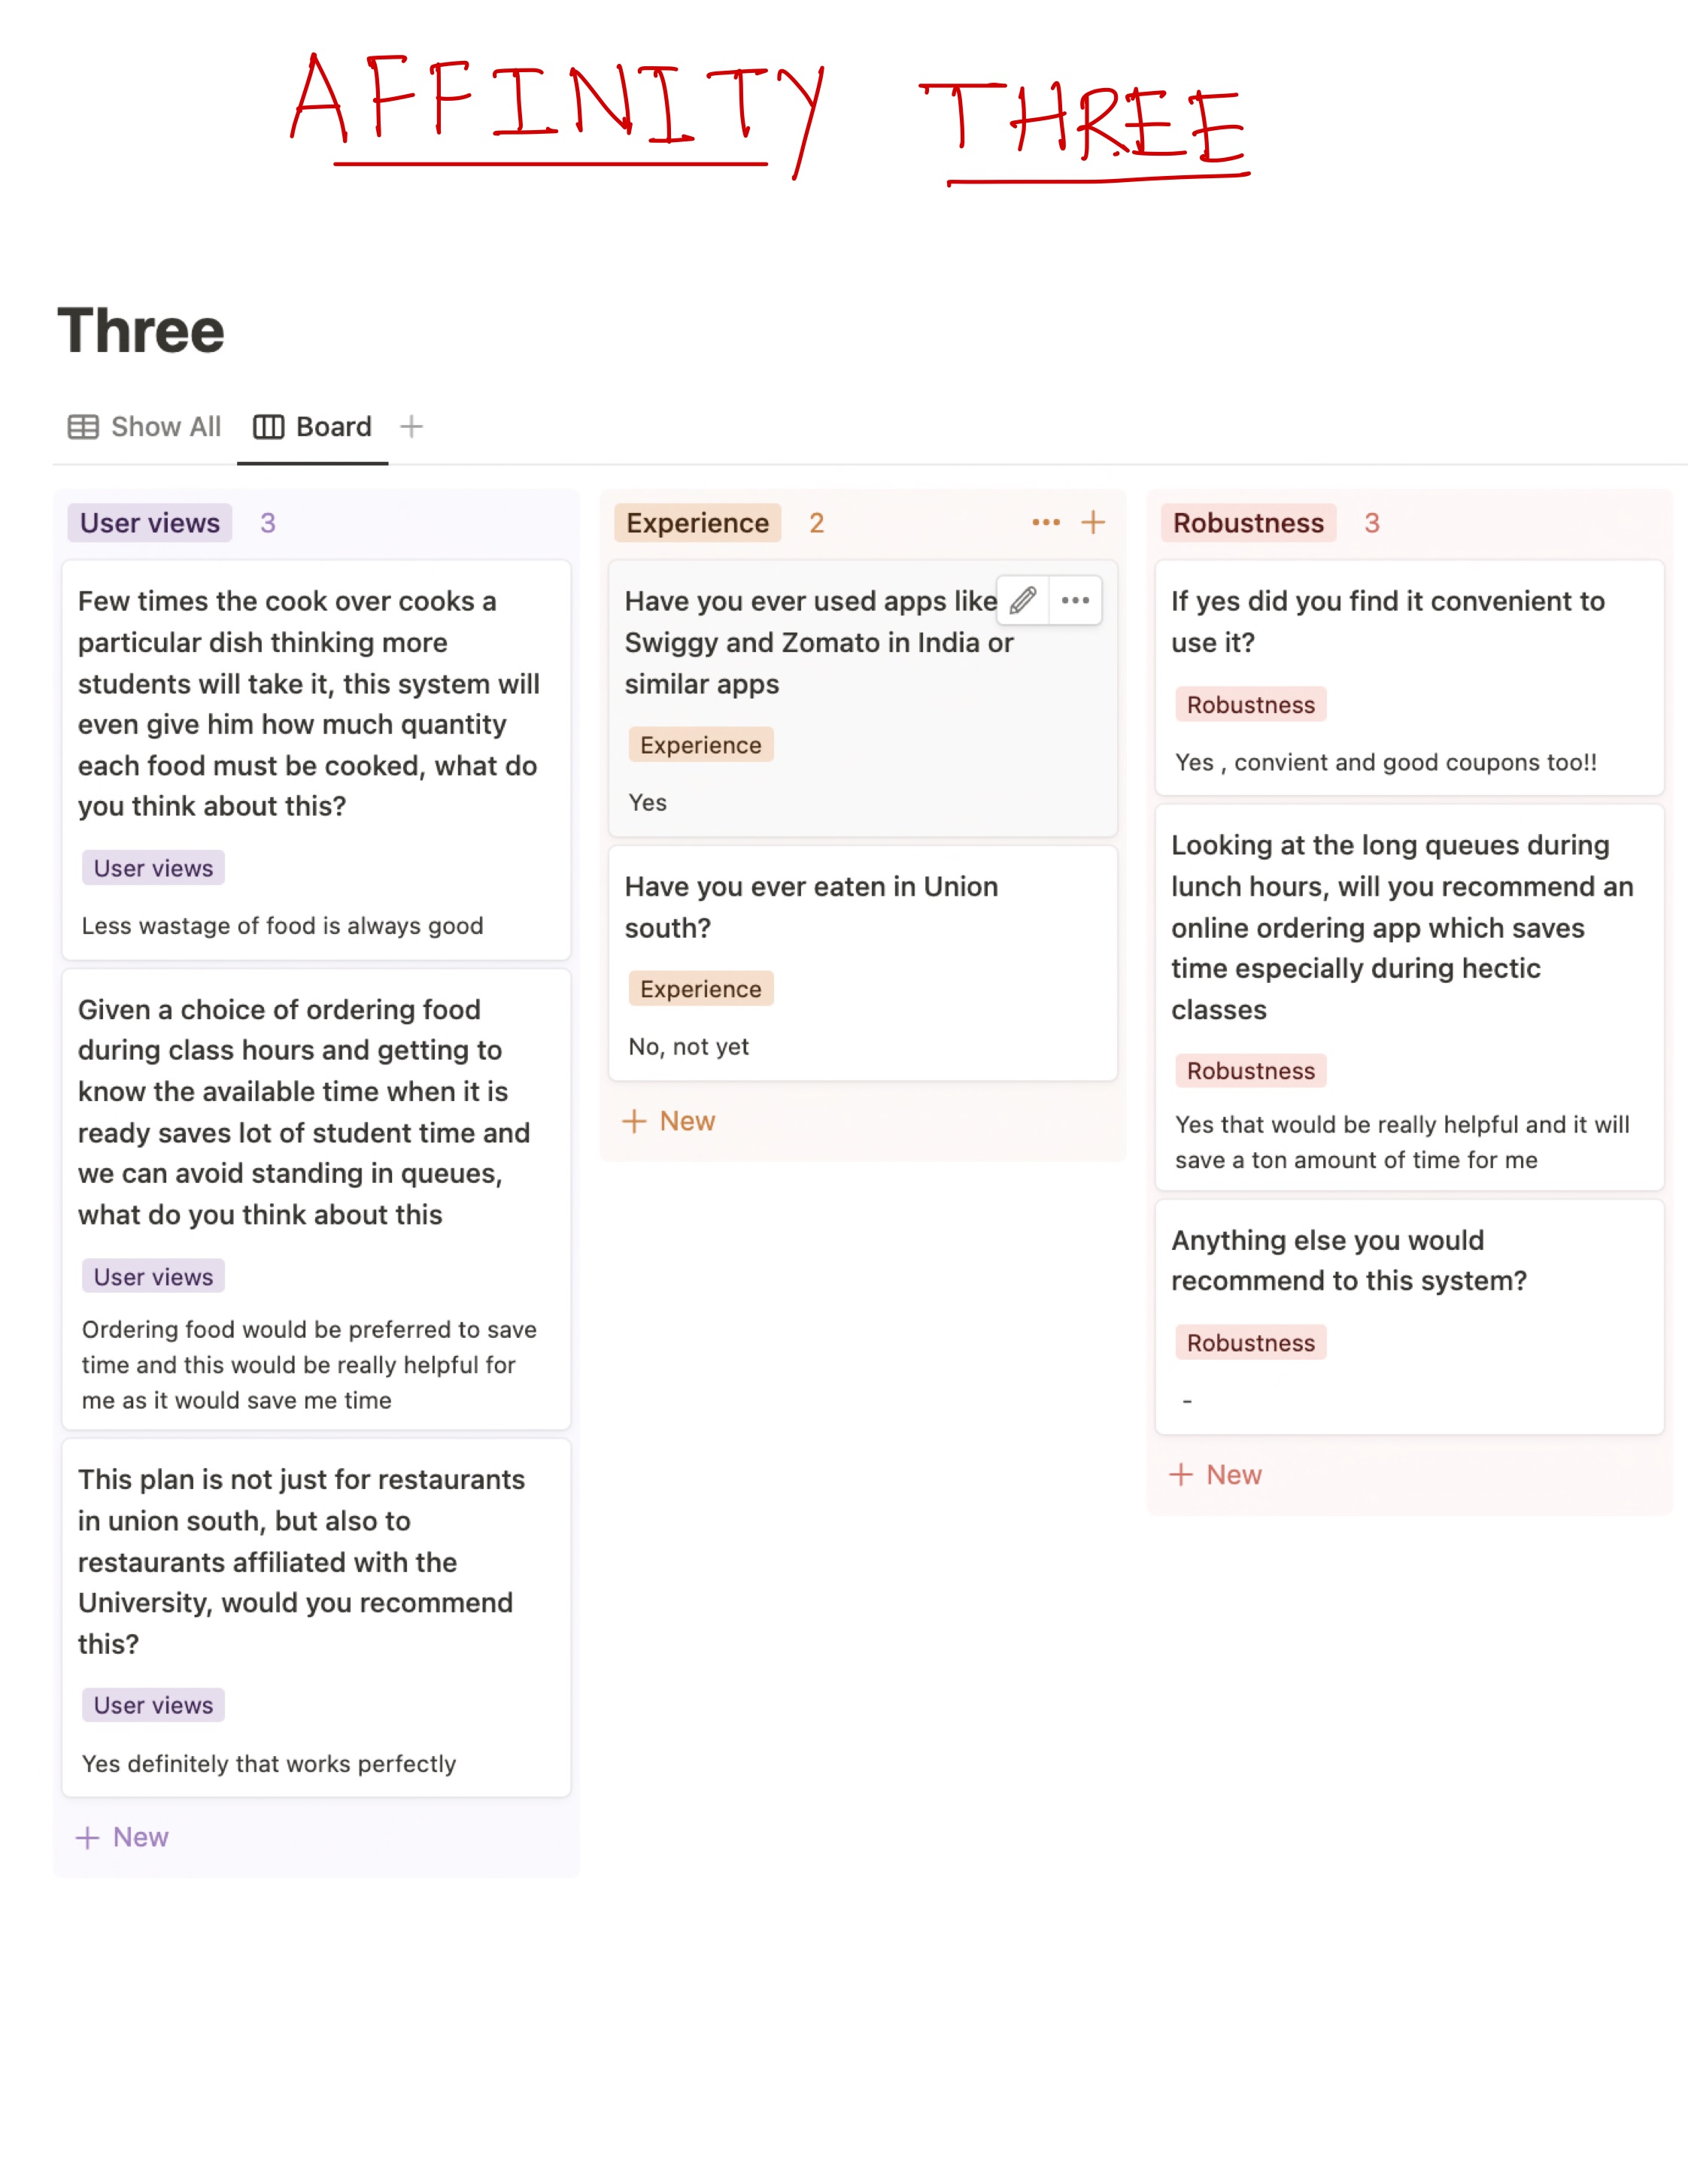 AFFINITY THREE
Three
Show All Board +
User views 3
Few times the cook over cooks a
particular dish thinking more
students will take it, this system will
even give him how much quantity
each food must be cooked, what do
you think about this?
User views
Less wastage of food is always good
Given a choice of ordering food
during class hours and getting to
know the available time when it is
ready saves lot of student time and
we can avoid standing in queues,
what do you think about this
User views
Ordering food would be preferred to save
time and this would be really helpful for
me as it would save me time
This plan is not just for restaurants
in union south, but also to
restaurants affiliated with the
University, would you recommend
this?
User views
Yes definitely that works perfectly
+ New
Experience 2 ... +
Have you ever used apps like
Swiggy and Zomato in India or
similar apps
Experience
Yes
Have you ever eaten in Union
south?
Experience
No, not yet
+ New
Robustness 3
If yes did you find it convenient to
use it?
Robustness
Yes , convient and good coupons too!!
Looking at the long queues during
lunch hours, will you recommend an
online ordering app which saves
time especially during hectic
classes
Robustness
Yes that would be really helpful and it will
save a ton amount of time for me
Anything else you would
recommend to this system?
Robustness
-
+ New